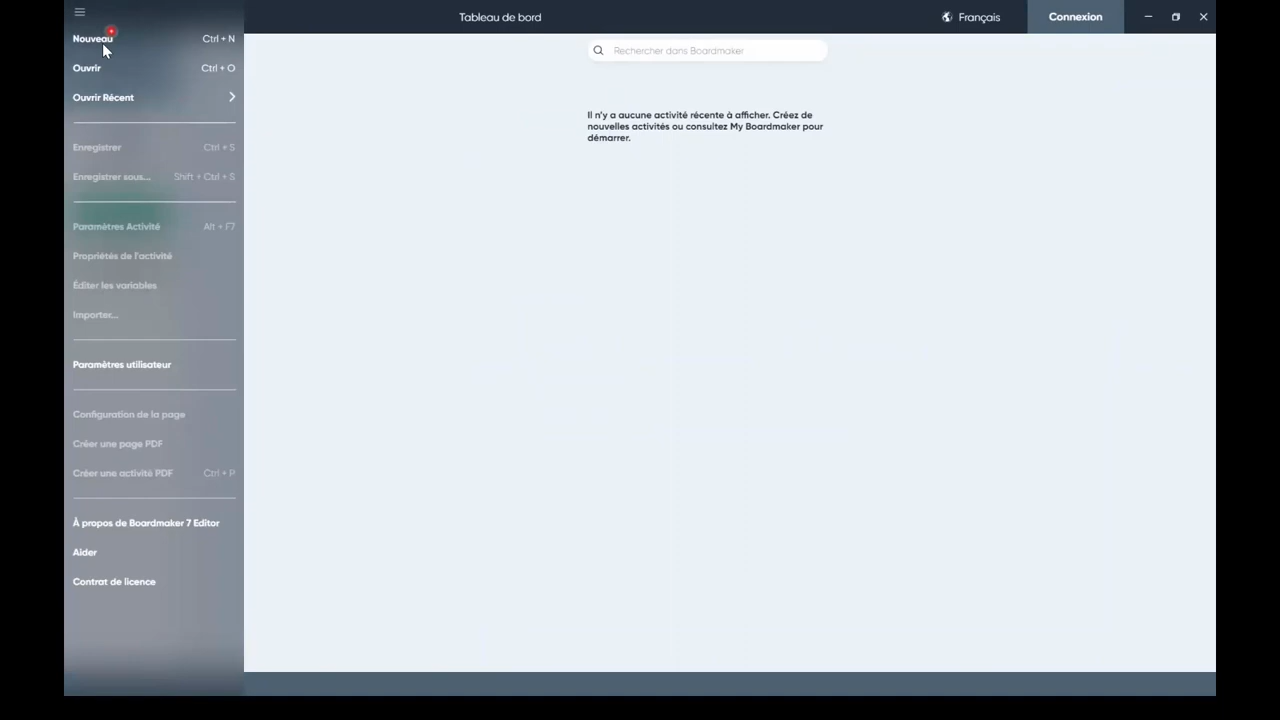 Tableau de bord
Français
Connexion
Nouveau Ctrl + N
Ouvrir Ctrl + O
Ouvrir Récent
Enregistrer Ctrl + S
Enregistrer sous... Shift + Ctrl + S
Paramètres Activité Alt + F7
Propriétés de l'activité
Éditer les variables
Importer...
Paramètres utilisateur
Configuration de la page
Créer une page PDF
Créer une activité PDF Ctrl + P
À propos de Boardmaker 7 Editor
Aider
Contrat de licence
Rechercher dans Boardmaker
Il n'y a aucune activité récente à afficher. Créez de
nouvelles activités ou consultez My Boardmaker pour
démarrer.